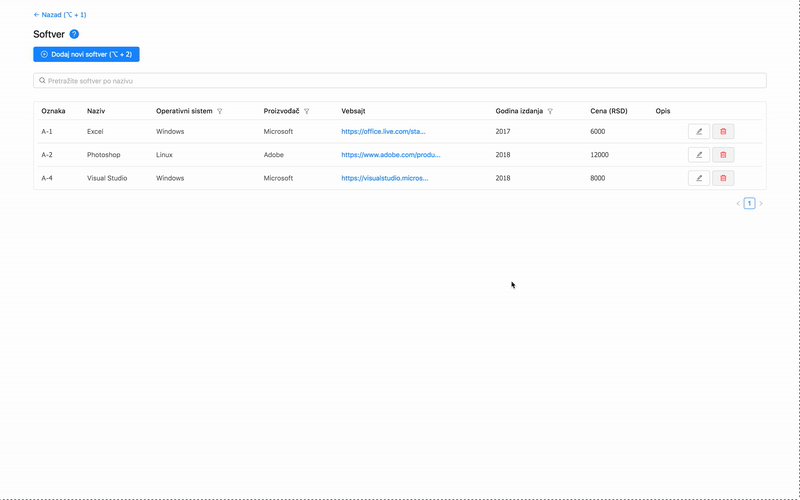 ← Nazad (⌥ + 1)
Softver ?
Dodaj novi softver (⌥ + 2)
Pretražite softver po nazivu
Oznaka Naziv Operativni sistem Proizvođač Vebsajt Godina izdanja Cena (RSD) Opis
A-1 Excel Windows Microsoft https://office.live.com/sta... 2017 6000
A-2 Photoshop Linux Adobe https://www.adobe.com/produ... 2018 12000
A-4 Visual Studio Windows Microsoft https://visualstudio.micros... 2018 8000
< 1 >